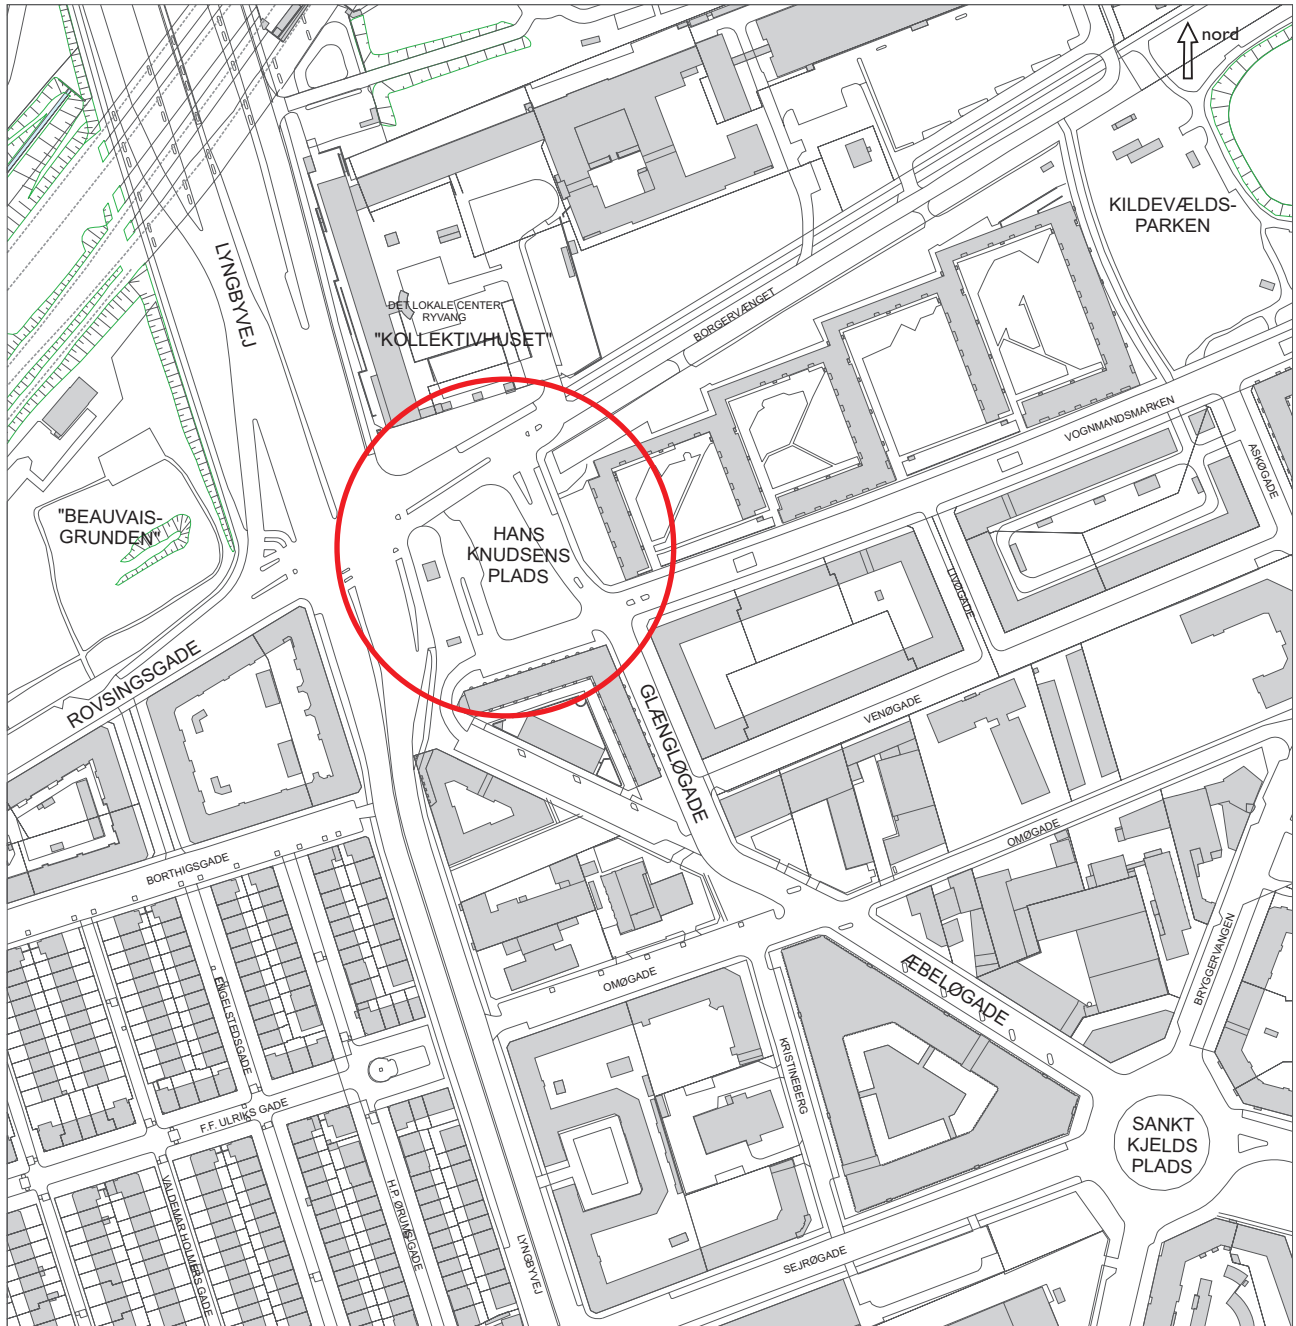 nord
KILDEVÆLDS-
PARKEN
LYNGBYVEJ
DET LOKALE CENTER
RYVANG
"KOLLEKTIVHUSET"
BORGERVÆNGET
VOGNMANDSMARKEN
ASKØGADE
"BEAUVAIS-
GRUNDEN"
HANS
KNUDSENS
PLADS
LIVØGADE
ROVSINGSGADE
GLÆNGLØGADE
VENØGADE
OMØGADE
BORTHIGSGADE
ENGELSTEDSGADE
OMØGADE
ÆBELØGADE
BRYGGERVANGEN
KRISTINEBERG
F.F. ULRIKS GADE
SANKT
KJELDS
PLADS
VALDEMAR HOLMERS GADE
H.P. ØRUMS GADE
LYNGBYVEJ
SEJRØGADE